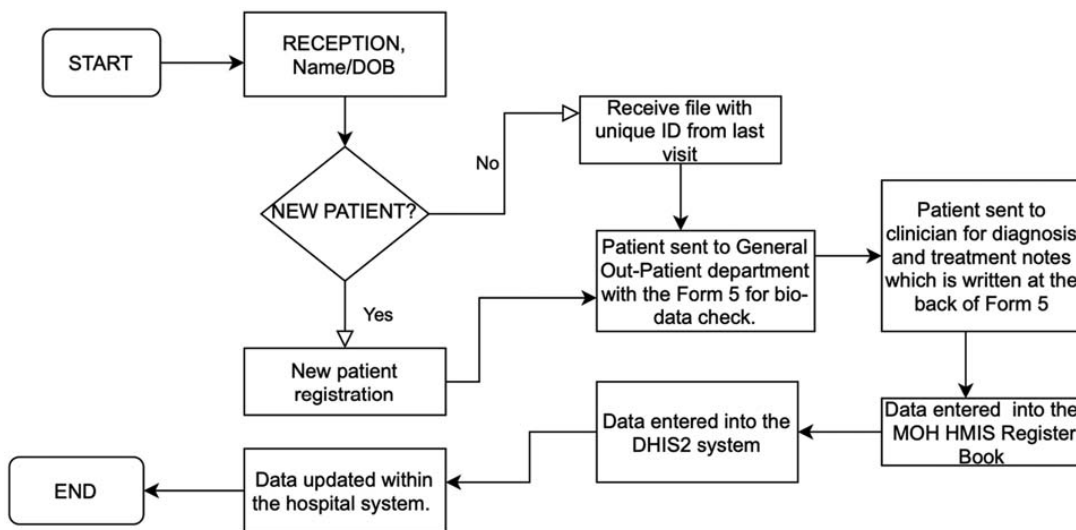 START
RECEPTION,
Name/DOB
NEW PATIENT?
No
Receive file with
unique ID from last
visit
Yes
New patient
registration
Patient sent to General
Out-Patient department
with the Form 5 for bio-
data check.
Patient sent to
clinician for diagnosis
and treatment notes
which is written at the
back of Form 5
Data entered into the
MOH HMIS Register
Book
Data entered into the
DHIS2 system
Data updated within
the hospital system.
END